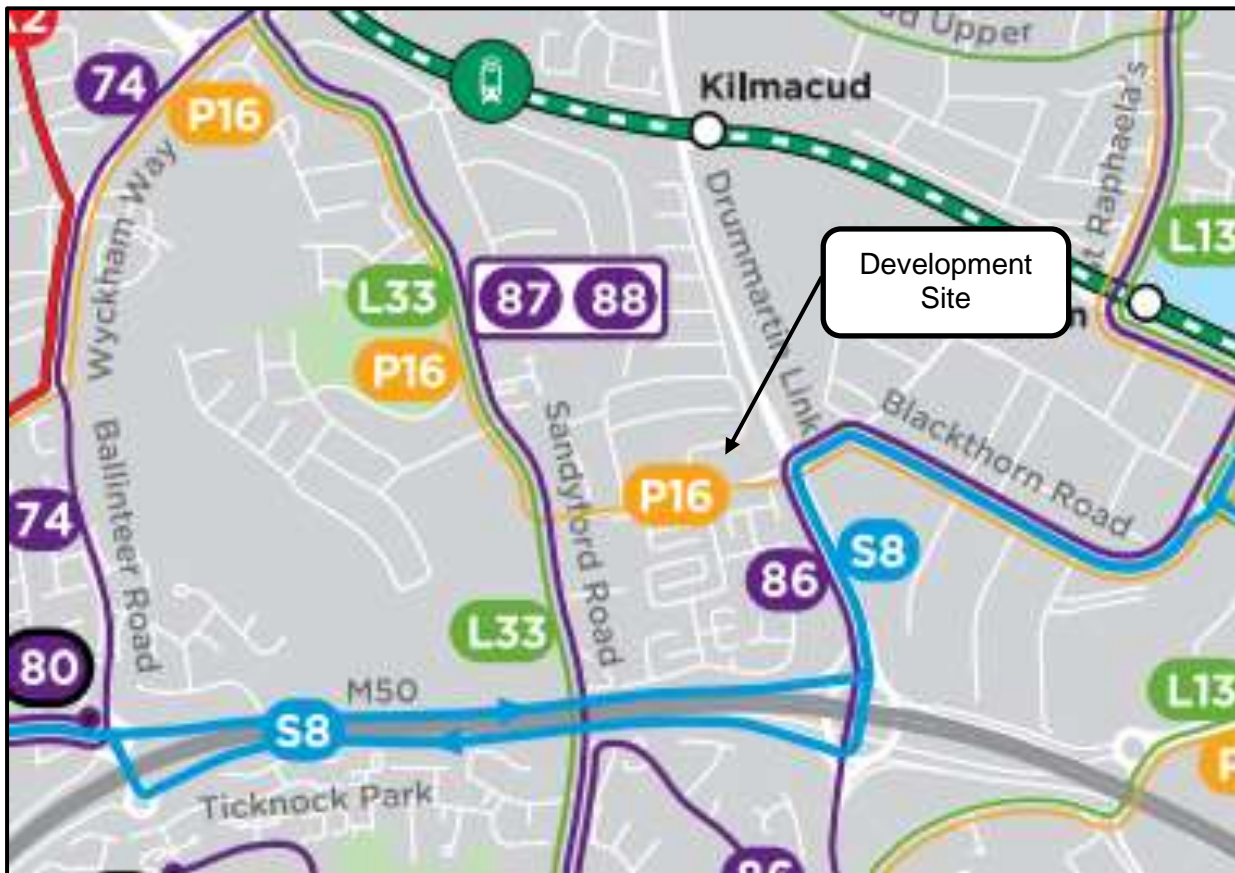 ad Upper
74
P16
Kilmacud
t Raphaela's
L13
Wyckham Way
Drummartin Link
Development
Site
n
L33
87 88
P16
Sandyford Road
Blackthorn Road
Ballinteer Road
74
P16
S8
86
L33
80
M50
S8
L13
P
Ticknock Park
86